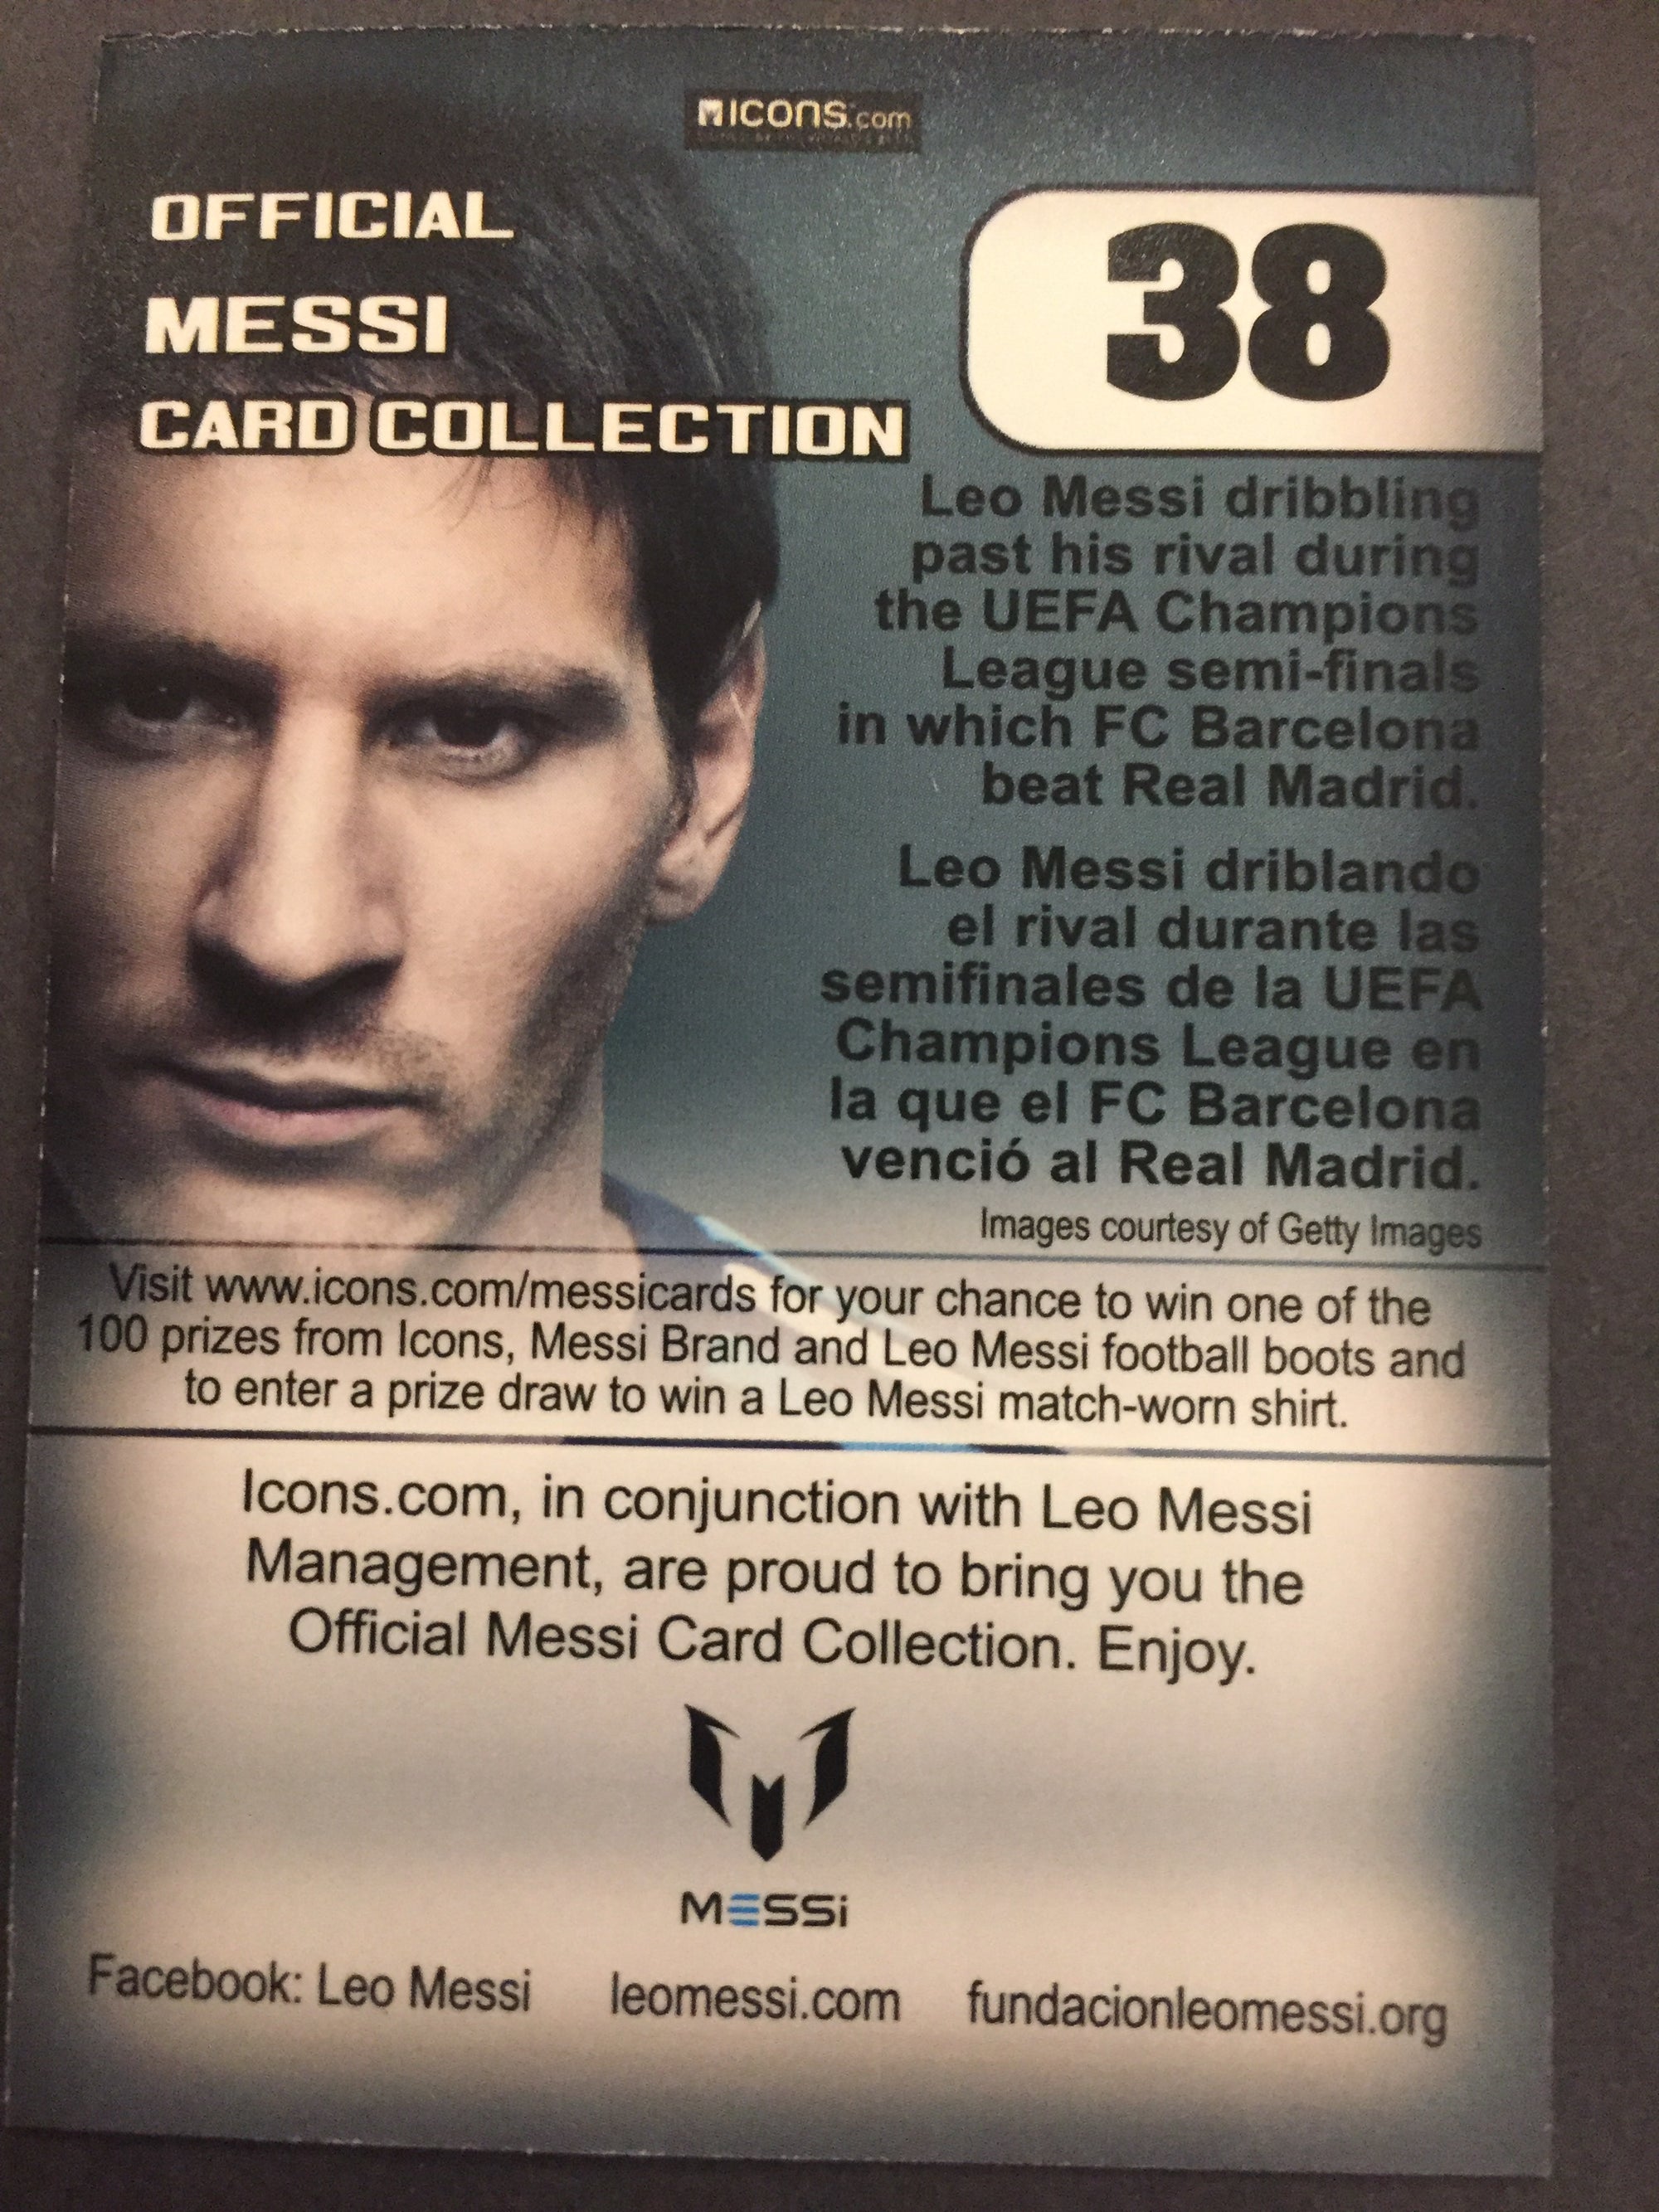 ICONS.com
OFFICIAL
MESSI
CARD COLLECTION
38
Leo Messi dribbling
past his rival during
the UEFA Champions
League semi-finals
in which FC Barcelona
beat Real Madrid.
Leo Messi driblando
el rival durante las
semifinales de la UEFA
Champions League en
la que el FC Barcelona
venció al Real Madrid.
Images courtesy of Getty Images
Visit www.icons.com/messicards for your chance to win one of the
100 prizes from Icons, Messi Brand and Leo Messi football boots and
to enter a prize draw to win a Leo Messi match-worn shirt.
Icons.com, in conjunction with Leo Messi
Management, are proud to bring you the
Official Messi Card Collection. Enjoy.
MESSi
Facebook: Leo Messi leomessi.com fundacionleomessi.org